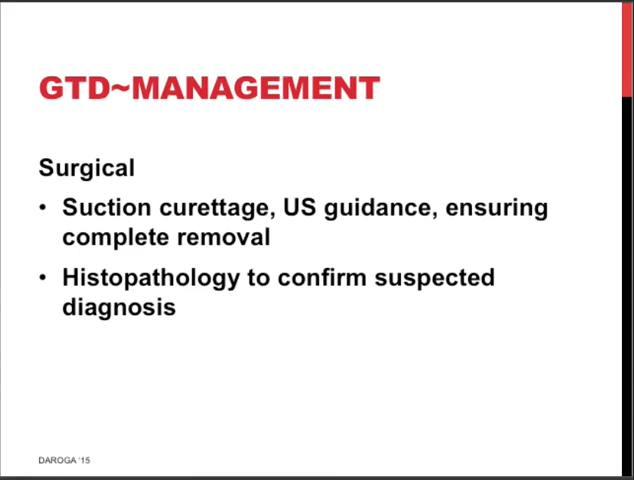 GTD~MANAGEMENT
Surgical
• Suction curettage, US guidance, ensuring
complete removal
• Histopathology to confirm suspected
diagnosis
DAROGA '15